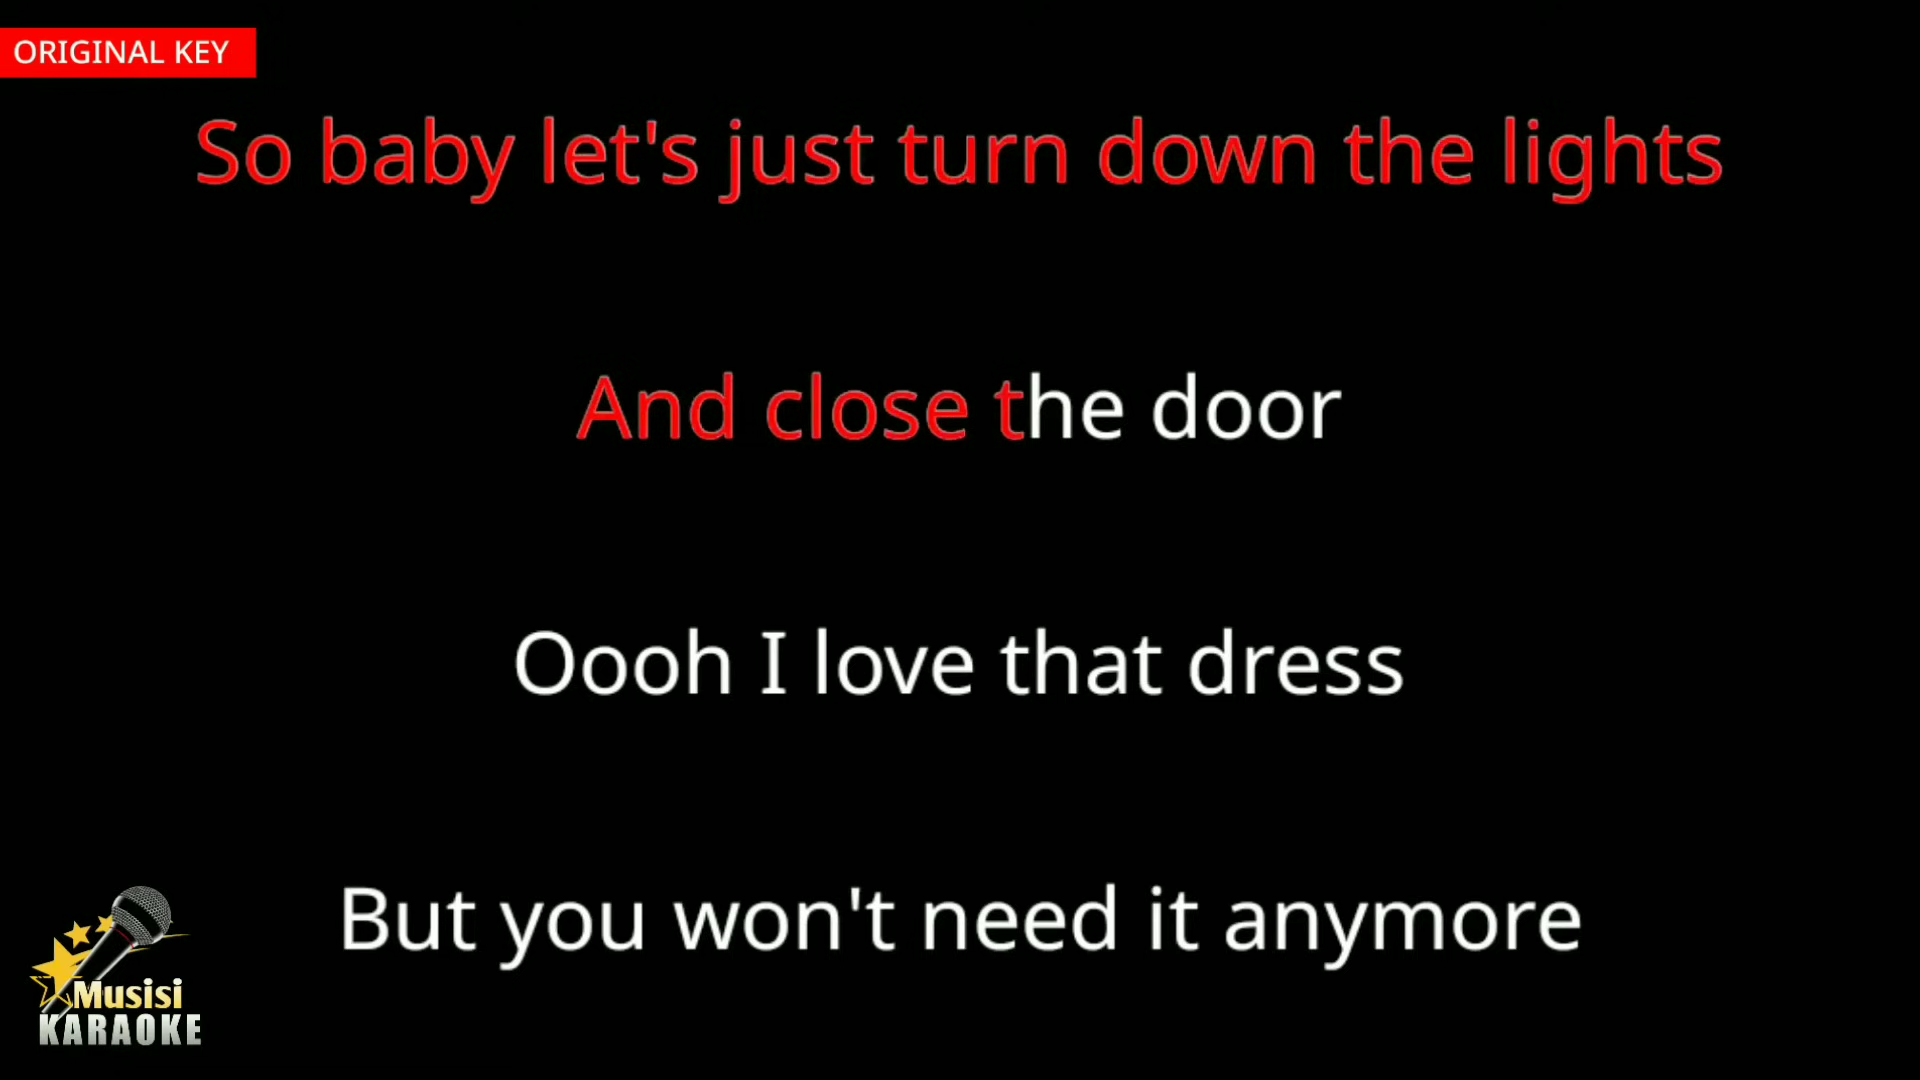 ORIGINAL KEY
So baby let's just turn down the lights
And close the door
Oooh I love that dress
But you won't need it anymore
Musisi
KARAOKE